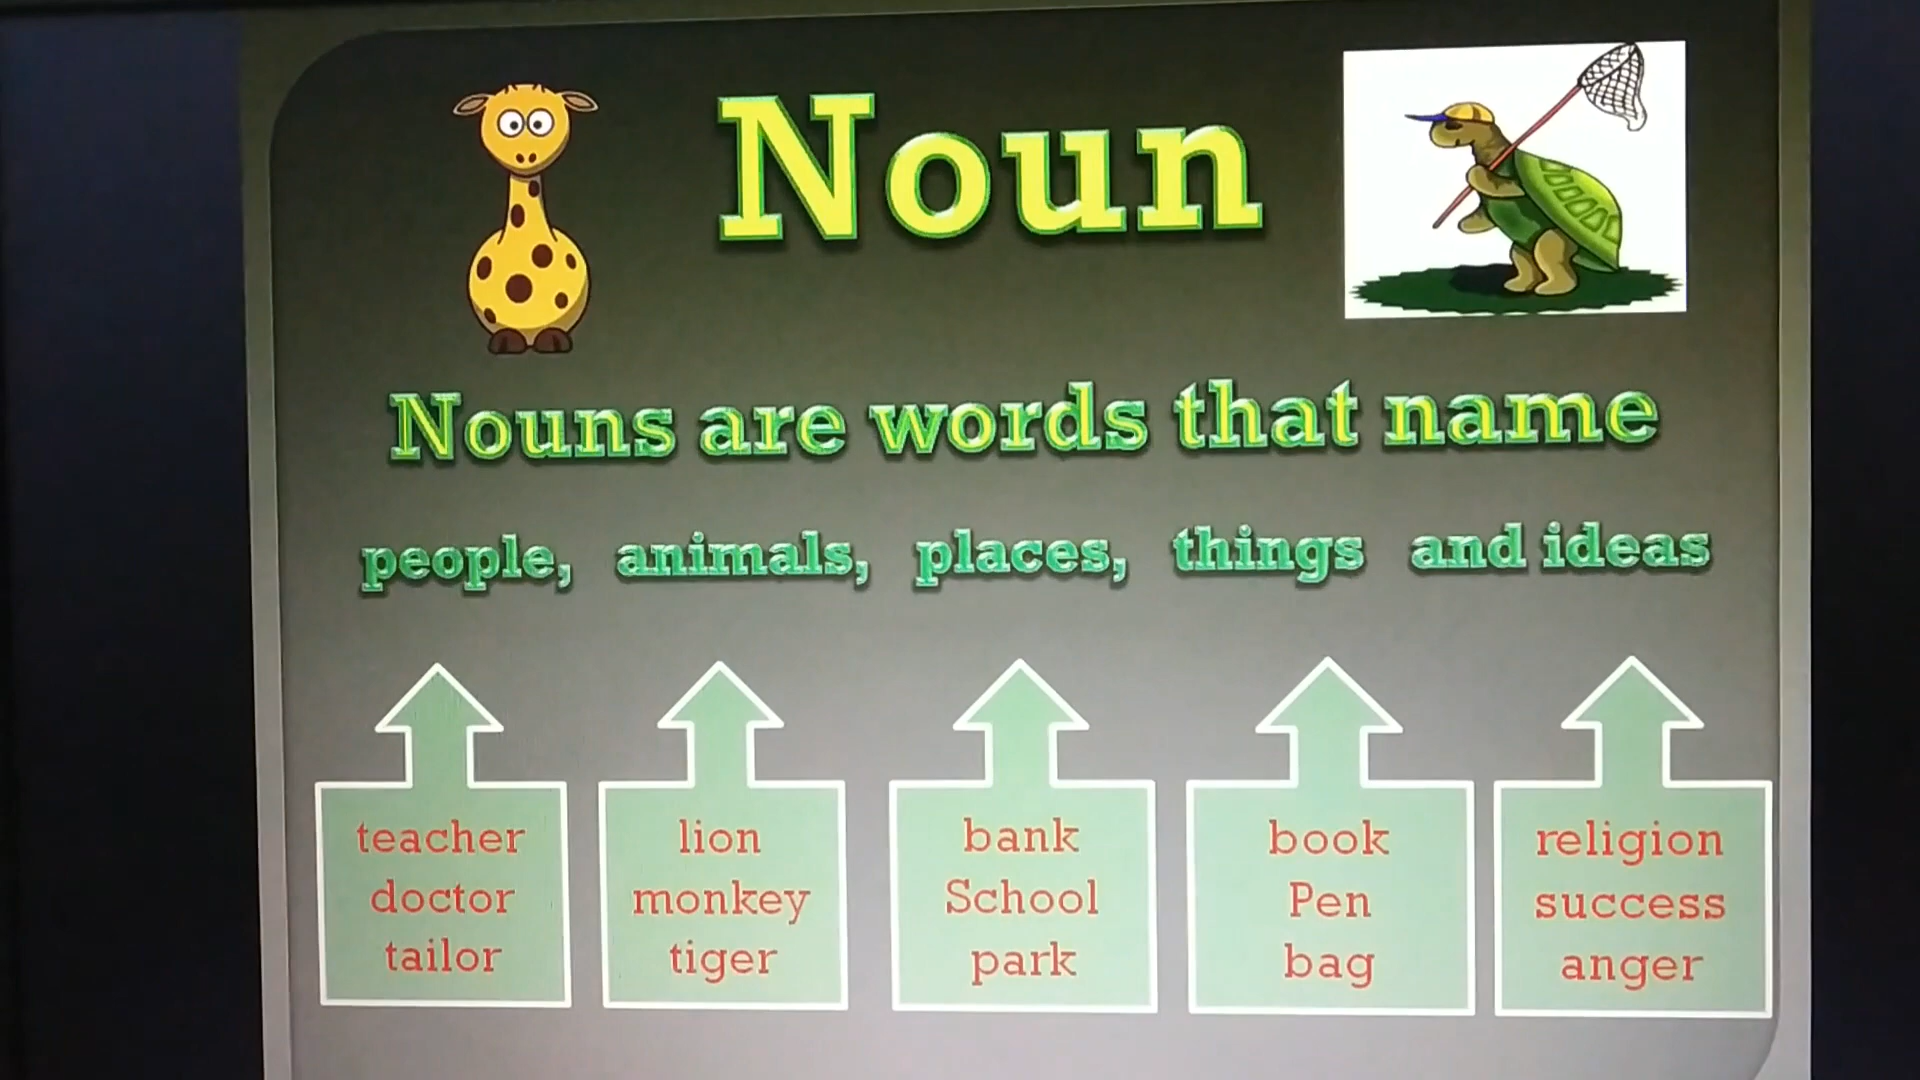 Noun
Nouns are words that name
people, animals, places, things and ideas
teacher
doctor
tailor
lion
monkey
tiger
bank
School
park
book
Pen
bag
religion
success
anger